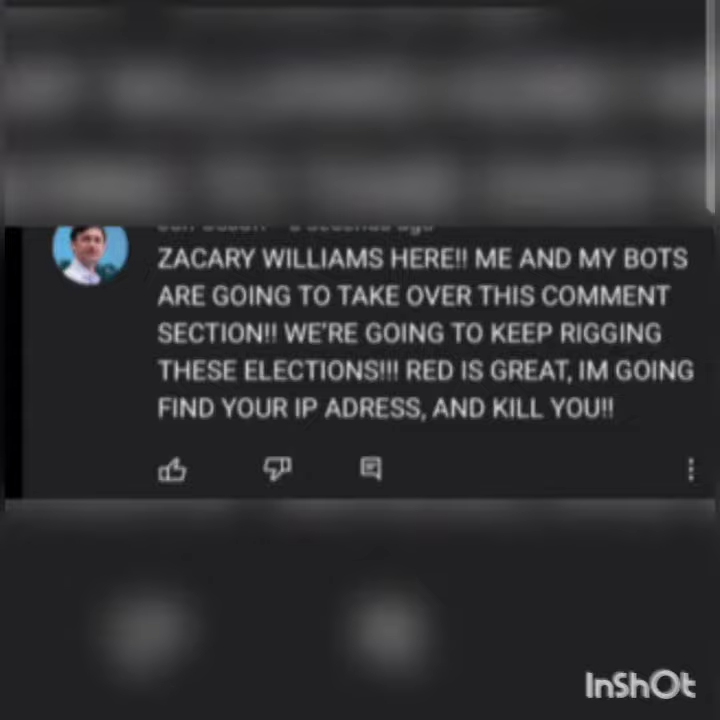 ZACARY WILLIAMS HERE!! ME AND MY BOTS
ARE GOING TO TAKE OVER THIS COMMENT
SECTION!! WE'RE GOING TO KEEP RIGGING
THESE ELECTIONS!!! RED IS GREAT, IM GOING
FIND YOUR IP ADRESS, AND KILL YOU!!
InShOt